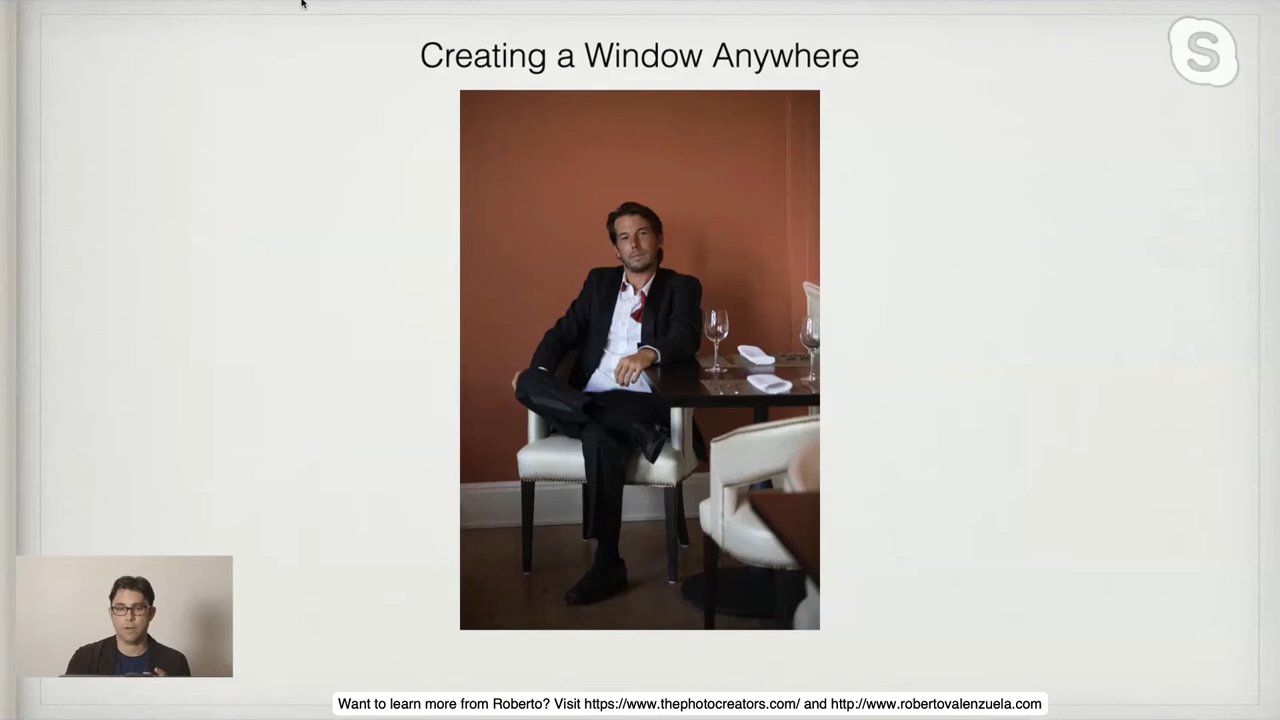 Creating a Window Anywhere
S
Want to learn more from Roberto? Visit https://www.thephotocreators.com/ and http://www.robertovalenzuela.com